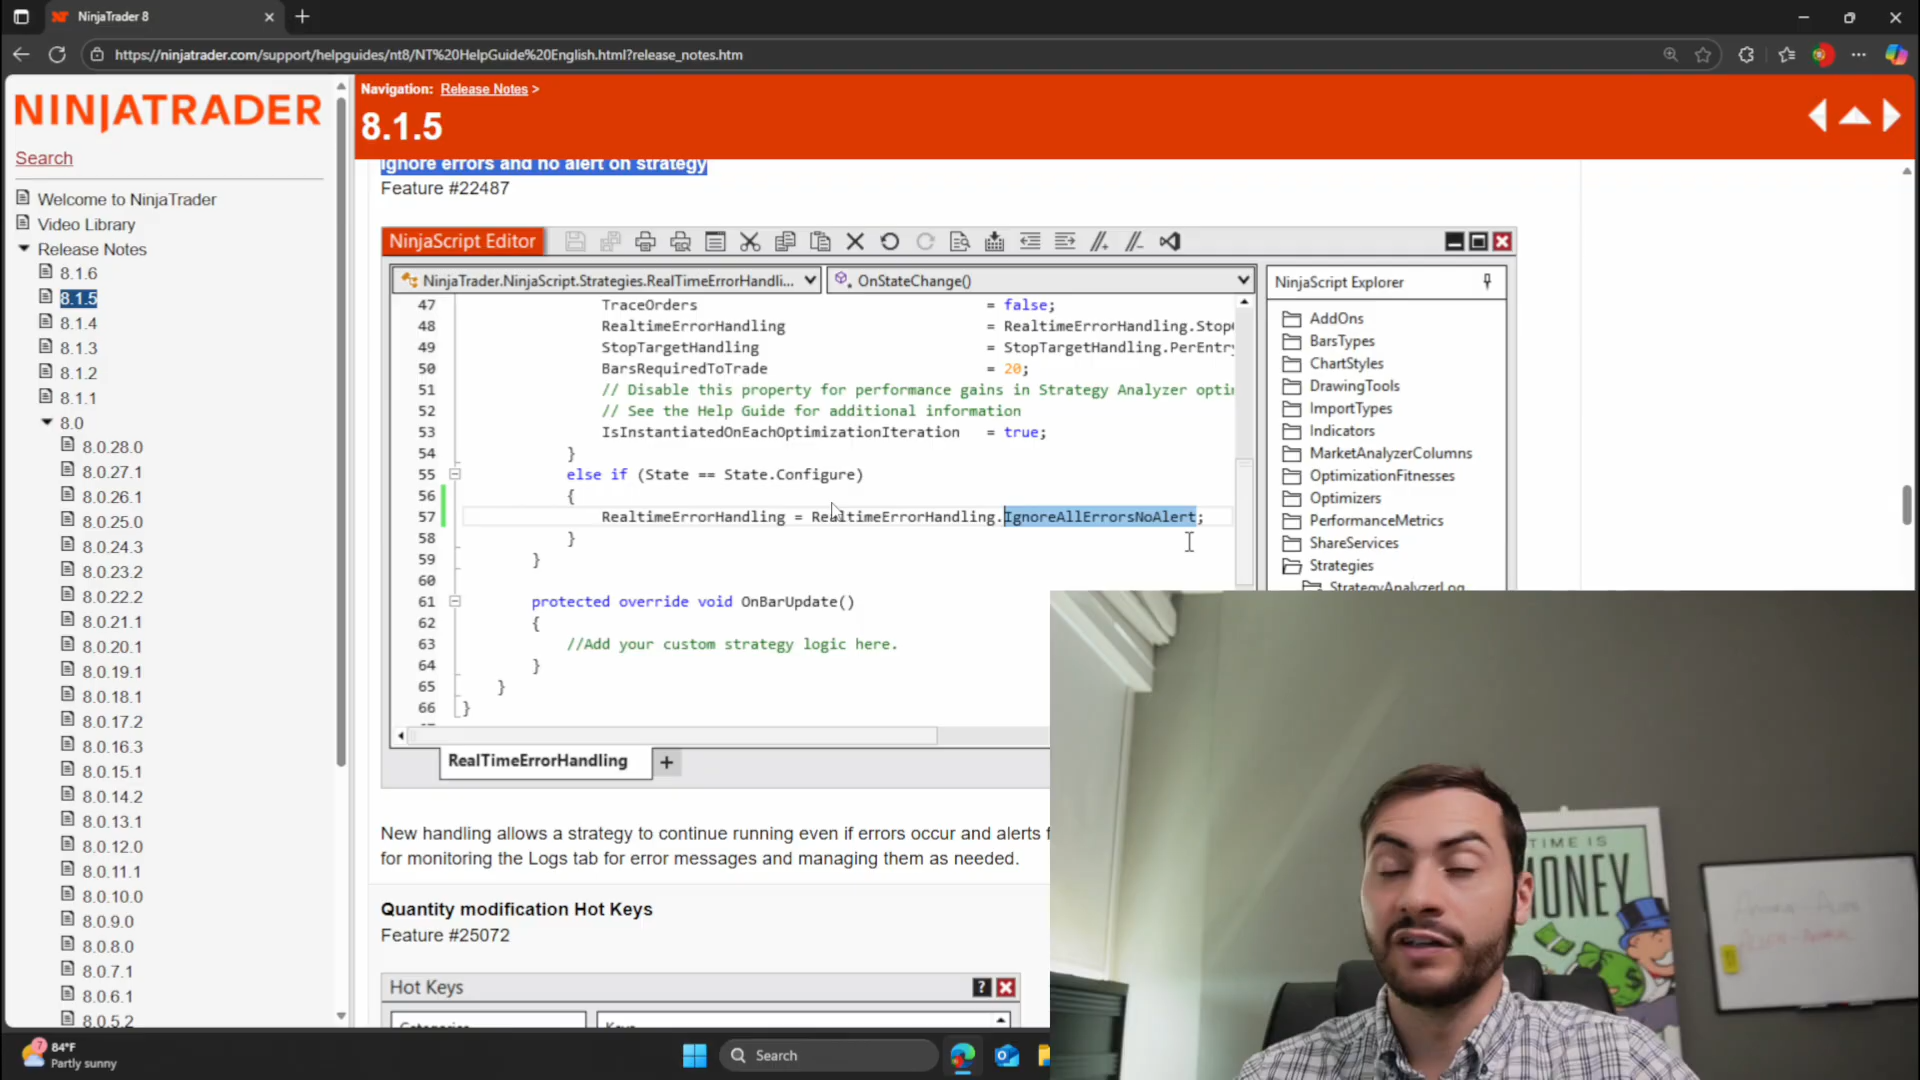 NinjaTrader 8
https://ninjatrader.com/support/helpguides/nt8/NT%20HelpGuide%20English.html?release_notes.htm
NINJATRADER
Search
Welcome to NinjaTrader
Video Library
Release Notes
8.1.6
8.1.5
8.1.4
8.1.3
8.1.2
8.1.1
8.0
8.0.28.0
8.0.27.1
8.0.26.1
8.0.25.0
8.0.24.3
8.0.23.2
8.0.22.2
8.0.21.1
8.0.20.1
8.0.19.1
8.0.18.1
8.0.17.2
8.0.16.3
8.0.15.1
8.0.14.2
8.0.13.1
8.0.12.0
8.0.11.1
8.0.10.0
8.0.9.0
8.0.8.0
8.0.7.1
8.0.6.1
8.0.5.2
Navigation: Release Notes >
8.1.5
Ignore errors and no alert on strategy
Feature #22487
NinjaScript Editor
NinjaTrader.NinjaScript.Strategies.RealTimeErrorHandli...
OnStateChange()
47 TraceOrders = false;
48 RealtimeErrorHandling = RealtimeErrorHandling.Stop
49 StopTargetHandling = StopTargetHandling.PerEntry
50 BarsRequiredToTrade = 20;
51 // Disable this property for performance gains in Strategy Analyzer opti
52 // See the Help Guide for additional information
53 IsInstantiatedOnEachOptimizationIteration = true;
54 }
55 else if (State == State.Configure)
56 {
57 RealtimeErrorHandling = RealtimeErrorHandling.IgnoreAllErrorsNoAlert;
58 }
59 }
60
61 protected override void OnBarUpdate()
62 {
63 //Add your custom strategy logic here.
64 }
65 }
66 }
RealTimeErrorHandling +
NinjaScript Explorer
AddOns
BarsTypes
ChartStyles
DrawingTools
ImportTypes
Indicators
MarketAnalyzerColumns
OptimizationFitnesses
Optimizers
PerformanceMetrics
ShareServices
Strategies
StrategyAnalyzerLog
New handling allows a strategy to continue running even if errors occur and alerts
for monitoring the Logs tab for error messages and managing them as needed.
Quantity modification Hot Keys
Feature #25072
Hot Keys
Categories
Keys
TIME IS
MONEY
7
84°F
Partly sunny
Search